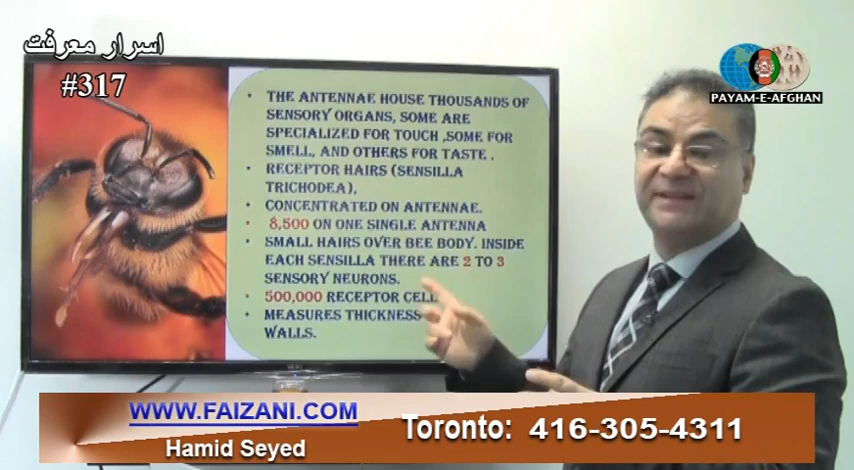 اسرار معرفت
#317
PAYAM-E-AFGHAN
• THE ANTENNAE HOUSE THOUSANDS OF
SENSORY ORGANS, SOME ARE
SPECIALIZED FOR TOUCH ,SOME FOR
SMELL, AND OTHERS FOR TASTE .
• RECEPTOR HAIRS (SENSILLA
TRICHODEA),
• CONCENTRATED ON ANTENNAE.
• 8,500 ON ONE SINGLE ANTENNA
• SMALL HAIRS OVER BEE BODY. INSIDE
EACH SENSILLA THERE ARE 2 TO 3
SENSORY NEURONS.
• 500,000 RECEPTOR CELL
• MEASURES THICKNESS
WALLS.
WWW.FAIZANI.COM
Hamid Seyed
Toronto: 416-305-4311